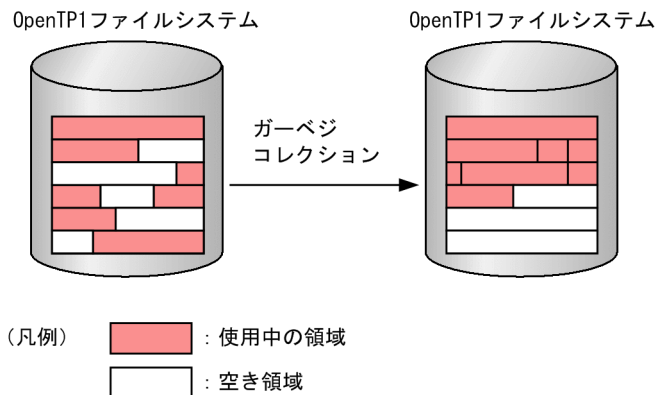 OpenTP1ファイルシステム
OpenTP1ファイルシステム
ガーベジ
コレクション
(凡例)
：使用中の領域
：空き領域